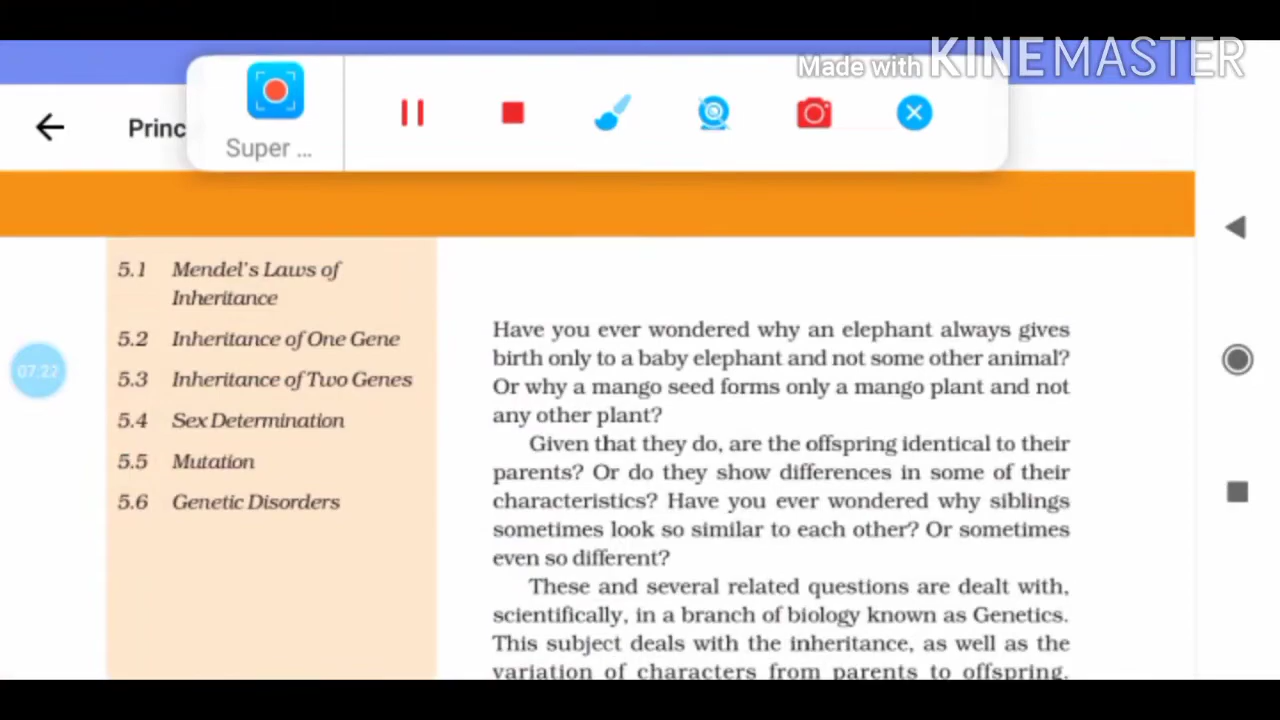 Made with KINEMASTER
Princ
Super ...
5.1 Mendel's Laws of
Inheritance
5.2 Inheritance of One Gene
5.3 Inheritance of Two Genes
5.4 Sex Determination
5.5 Mutation
5.6 Genetic Disorders
07:22
Have you ever wondered why an elephant always gives
birth only to a baby elephant and not some other animal?
Or why a mango seed forms only a mango plant and not
any other plant?
Given that they do, are the offspring identical to their
parents? Or do they show differences in some of their
characteristics? Have you ever wondered why siblings
sometimes look so similar to each other? Or sometimes
even so different?
These and several related questions are dealt with,
scientifically, in a branch of biology known as Genetics.
This subject deals with the inheritance, as well as the
variation of characters from parents to offspring.